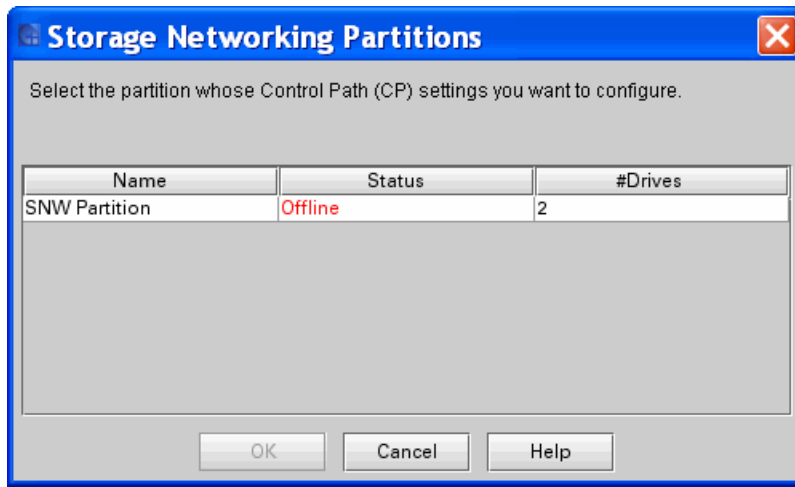 Storage Networking Partitions
Select the partition whose Control Path (CP) settings you want to configure.
Name Status #Drives
SNW Partition Offline 2
OK Cancel Help